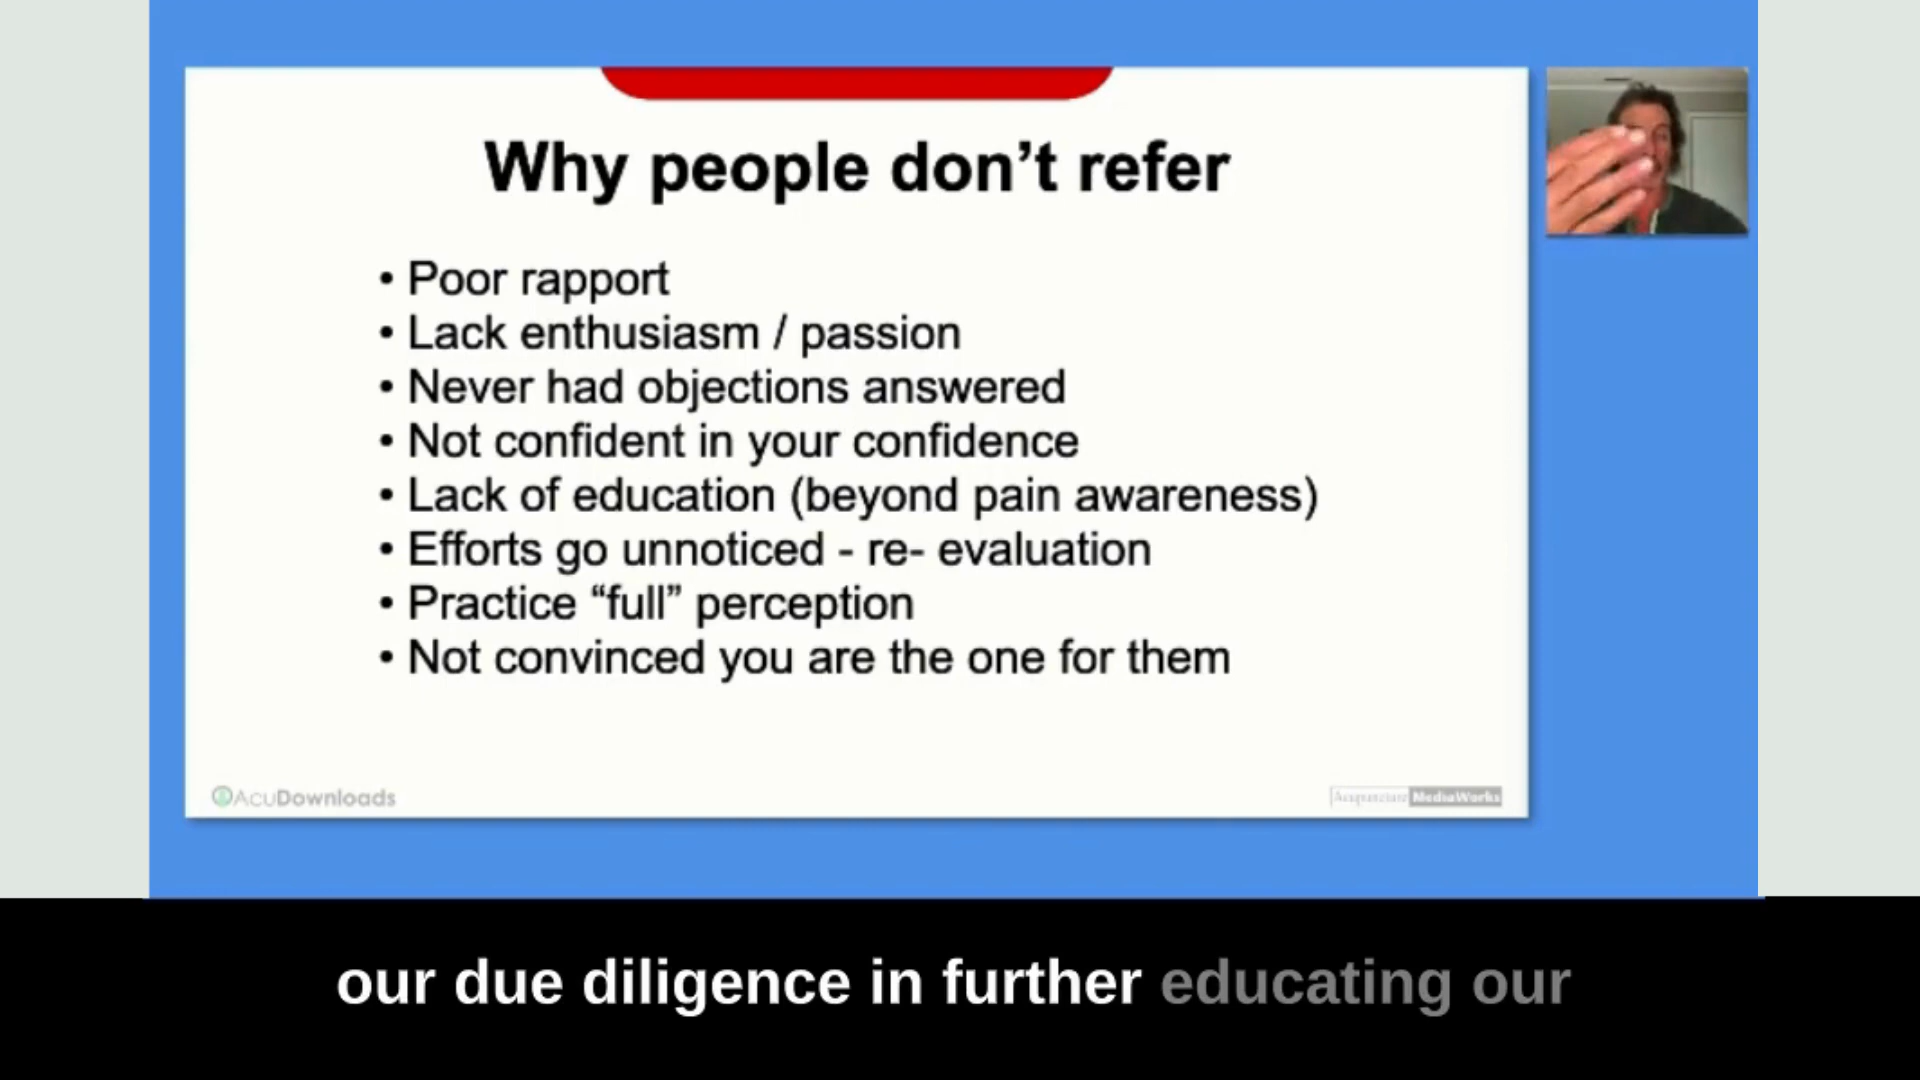 Why people don’t refer
• Poor rapport
• Lack enthusiasm / passion
• Never had objections answered
• Not confident in your confidence
• Lack of education (beyond pain awareness)
• Efforts go unnoticed - re- evaluation
• Practice “full” perception
• Not convinced you are the one for them
AcuDownloads
Acupuncture MediaWorks
our due diligence in further educating our